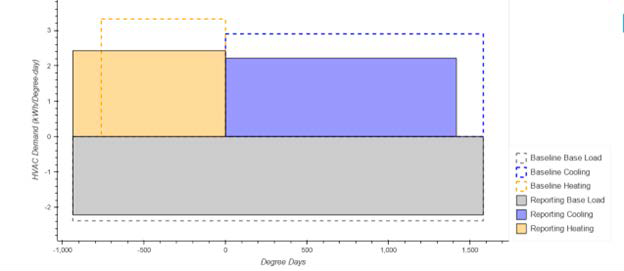 HVAC Demand (kWh/Degree-day)
3
2
1
0
-1
-2
-1,000
-500
0
500
1,000
1,500
Degree Days
Baseline Base Load
Baseline Cooling
Baseline Heating
Reporting Base Load
Reporting Cooling
Reporting Heating